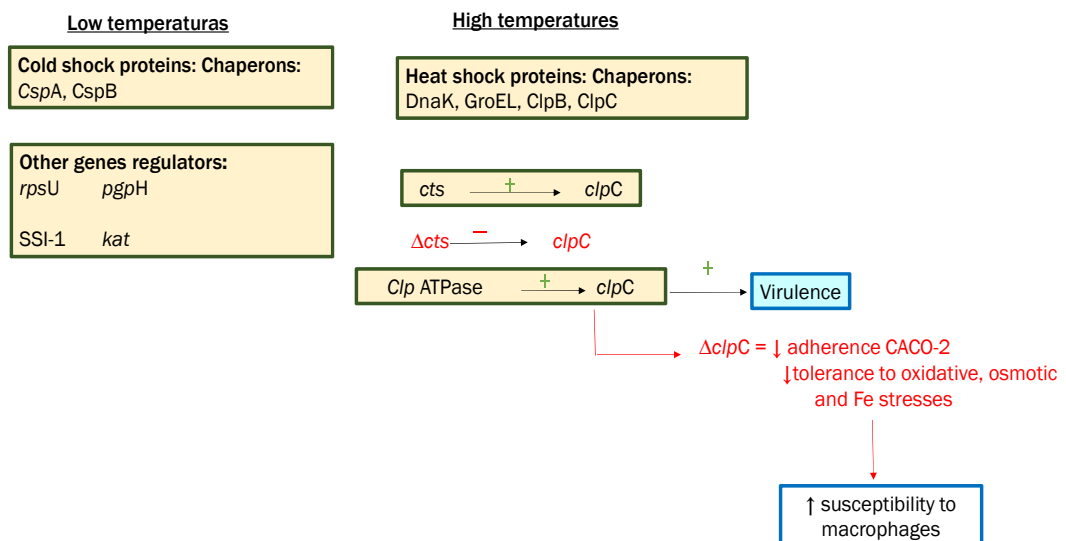 Low temperaturas
Cold shock proteins: Chaperons:
CspA, CspB
Other genes regulators:
rpsU pgpH
SSI-1 kat
High temperatures
Heat shock proteins: Chaperons:
DnaK, GroEL, ClpB, ClpC
cts + clpC
Δcts − clpC
Clp ATPase + clpC + Virulence
ΔclpC = ↓ adherence CACO-2
↓tolerance to oxidative, osmotic
and Fe stresses
↑ susceptibility to
macrophages